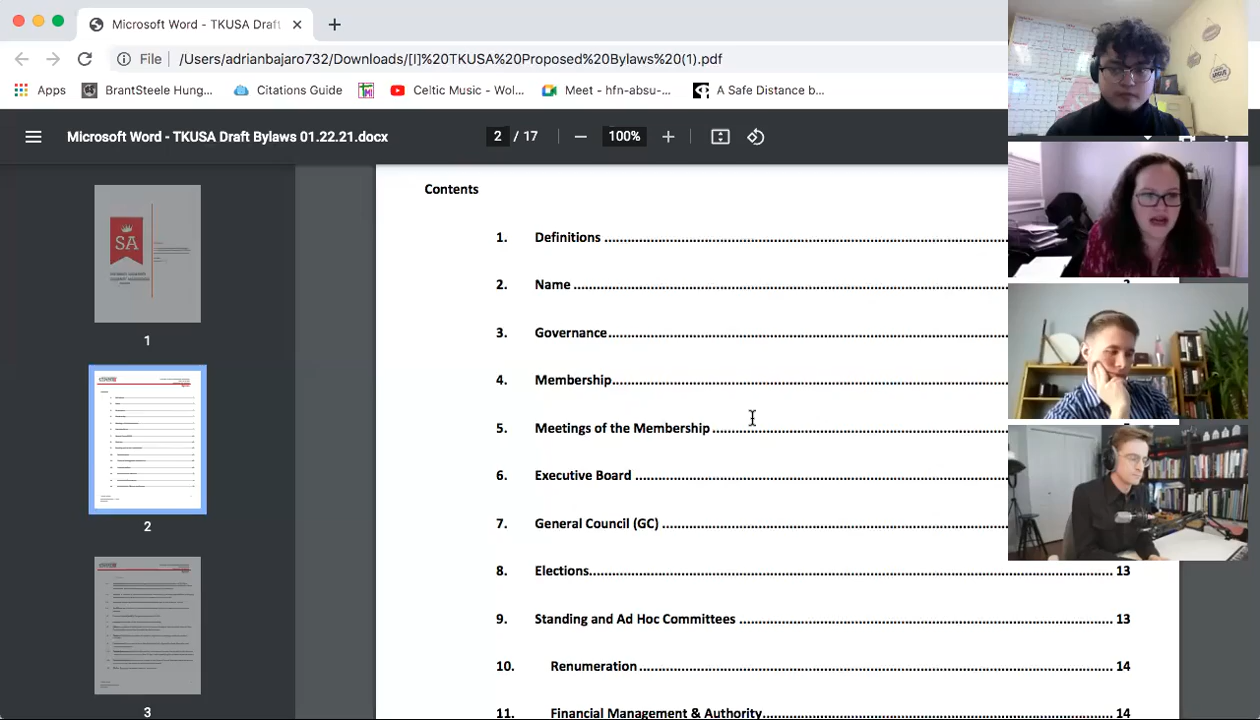 Microsoft Word - TKUSA Draft
File /Users/adrianbajaro732/Downloads/[I]%20TKUSA%20Proposed%20Bylaws%20(1).pdf
Apps BrantSteele Hung... Citations Guide Celtic Music - Wol... Meet - hfn-absu-... A Safe Distance b...
Microsoft Word - TKUSA Draft Bylaws 01.22.21.docx 2 / 17 100%
SA
1
2
3
Contents
1. Definitions
2. Name
3. Governance
4. Membership
5. Meetings of the Membership
6. Executive Board
7. General Council (GC)
8. Elections 13
9. Standing and Ad Hoc Committees 13
10. Renumeration 14
11. Financial Management & Authority 14